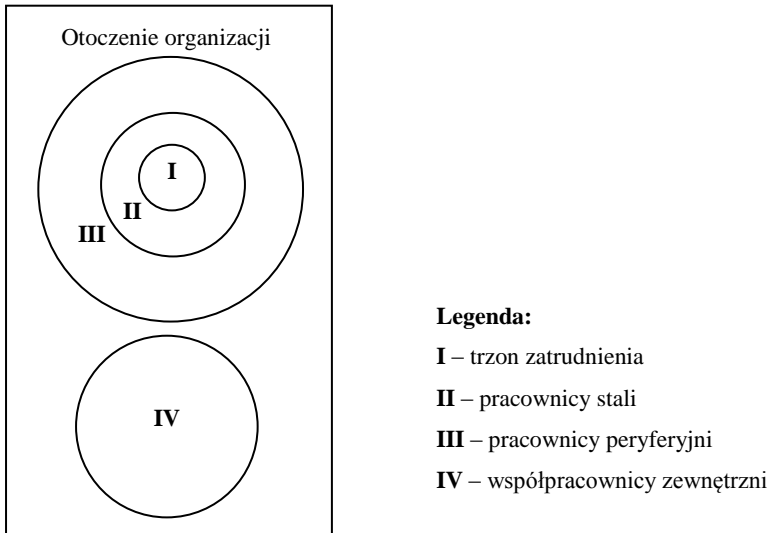 Otoczenie organizacji
I
II
III
IV
Legenda:
I – trzon zatrudnienia
II – pracownicy stali
III – pracownicy peryferyjni
IV – współpracownicy zewnętrzni